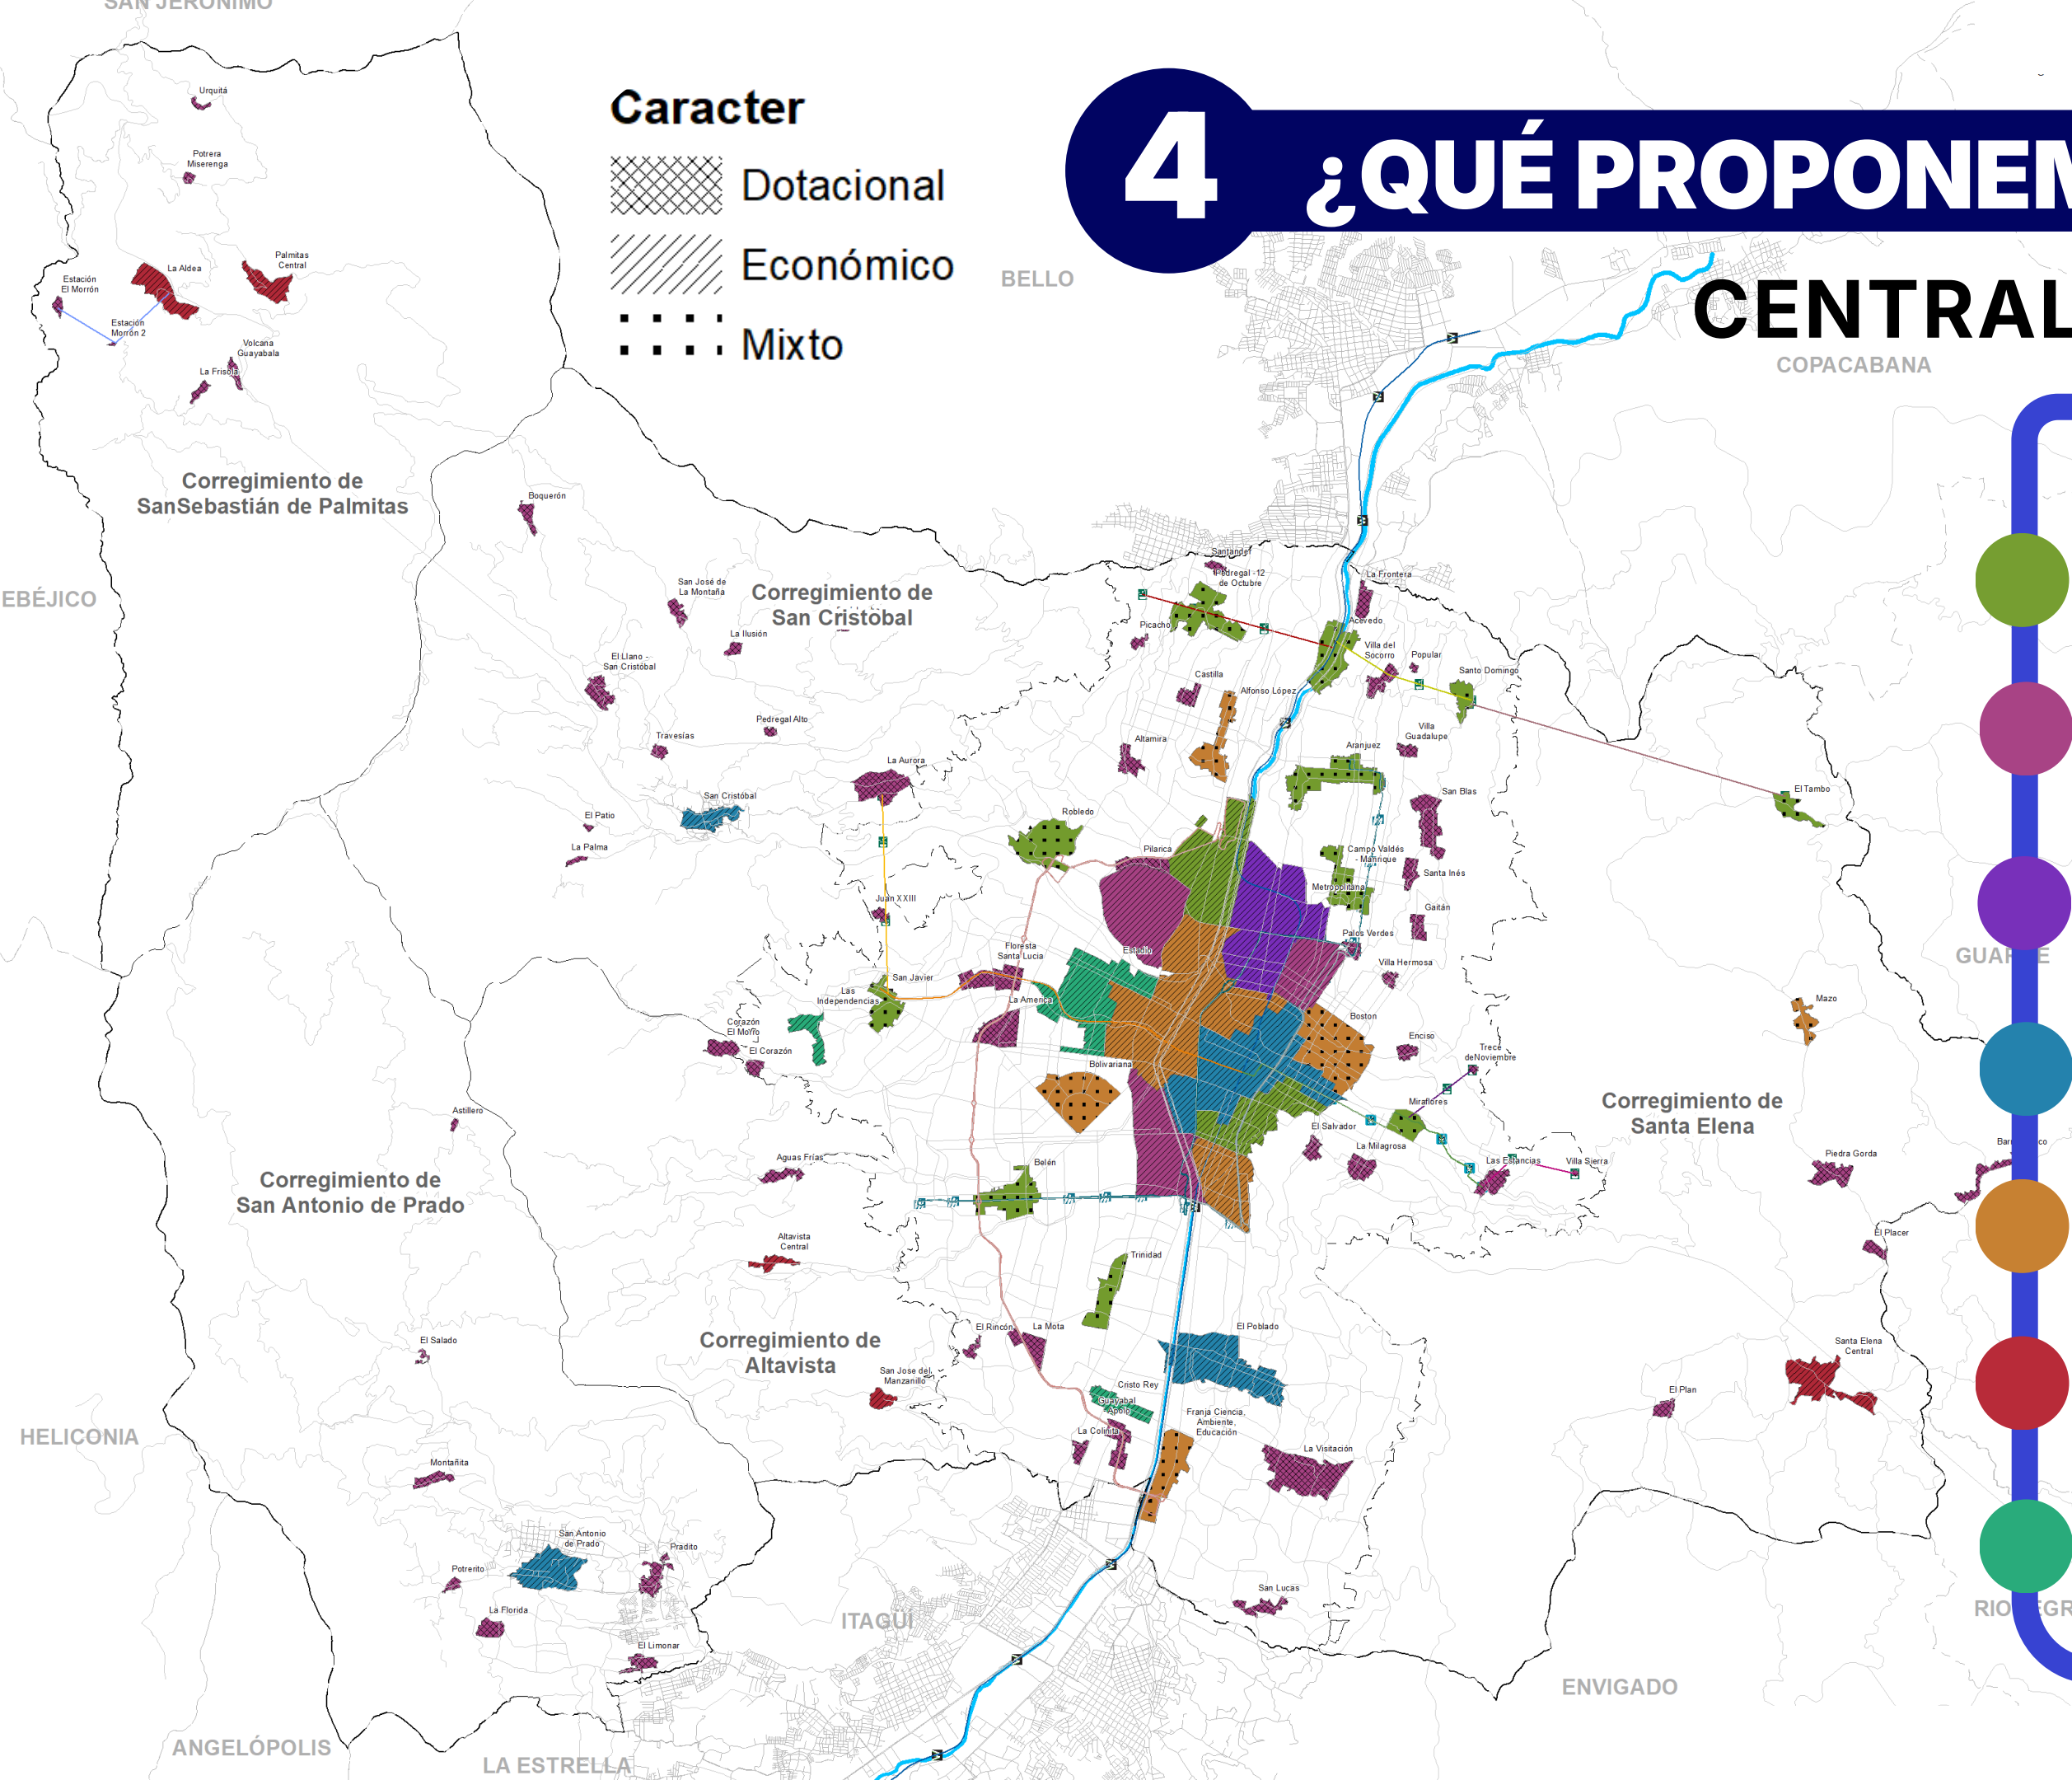 SAN JERÓNIMO
Caracter
Dotacional
Económico
Mixto
4
¿QUÉ PROPONEM
CENTRAL
BELLO
COPACABANA
Urquitá
Potrera
Miserenga
La Aldea
Palmitas
Central
Estación
El Morrón
Estación
Morrón 2
Volcana
Guayabala
La Frisola
Corregimiento de
SanSebastián de Palmitas
Boquerón
EBÉJICO
San José de
La Montaña
Corregimiento de
San Cristóbal
La Ilusión
El Llano -
San Cristóbal
Pedregal Alto
Travesías
La Aurora
San Cristóbal
El Patio
La Palma
Santander
Pedregal -12
de Octubre
La Frontera
Picacho
Acevedo
Villa del
Socorro
Popular
Santo Domingo
Castilla
Alfonso López
Villa
Guadalupe
Altamira
Aranjuez
San Blas
El Tambo
Robledo
Pilarica
Campo Valdés
- Manrique
Santa Inés
Metropolitana
Juan XXIII
Gaitán
Palos Verdes
Floresta
Santa Lucia
Estadio
Villa Hermosa
GUARNE
San Javier
Las
Independencias
La América
Mazo
Boston
Corazón
El Morro
El Corazón
Enciso
Trece
deNoviembre
Bolivariana
Corregimiento de
Santa Elena
Miraflores
Astillero
El Salvador
La Milagrosa
Las Estancias
Villa Sierra
Piedra Gorda
Aguas Frías
Belén
Corregimiento de
San Antonio de Prado
El Placer
Altavista
Central
Trinidad
El Salado
Corregimiento de
Altavista
El Rincón
La Mota
El Poblado
Santa Elena
Central
San Jose del
Manzanillo
Cristo Rey
Guayabal
Apolo
El Plan
Franja Ciencia,
Ambiente,
Educación
La Colinita
La Visitación
HELICONIA
Montañita
San Antonio
de Prado
Pradito
Potrerito
La Florida
San Lucas
ITAGÜÍ
El Limonar
ENVIGADO
ANGELÓPOLIS
LA ESTRELLA